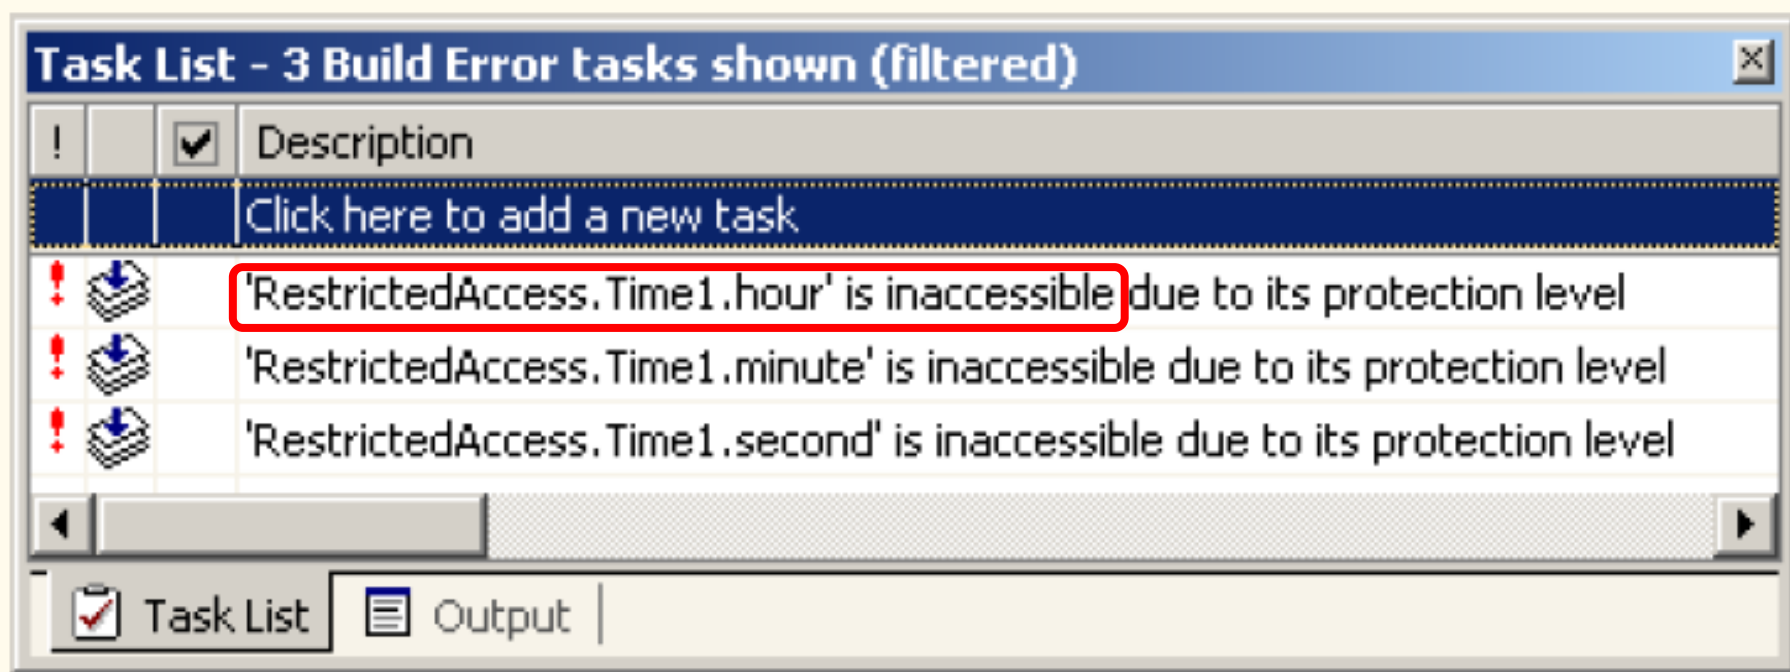 Task List - 3 Build Error tasks shown (filtered)
! Description
Click here to add a new task
'RestrictedAccess.Time1.hour' is inaccessible due to its protection level
'RestrictedAccess.Time1.minute' is inaccessible due to its protection level
'RestrictedAccess.Time1.second' is inaccessible due to its protection level
Task List Output